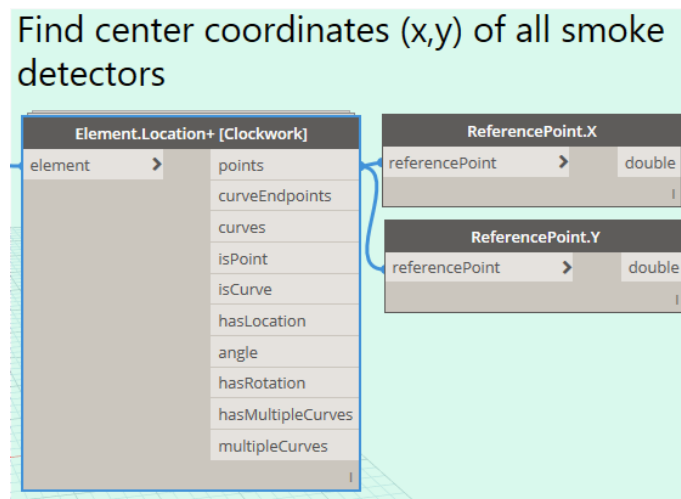 Find center coordinates (x,y) of all smoke
detectors
Element.Location+ [Clockwork]
element >
points
curveEndpoints
curves
isPoint
isCurve
hasLocation
angle
hasRotation
hasMultipleCurves
multipleCurves
l
ReferencePoint.X
referencePoint > double
l
ReferencePoint.Y
referencePoint > double
l